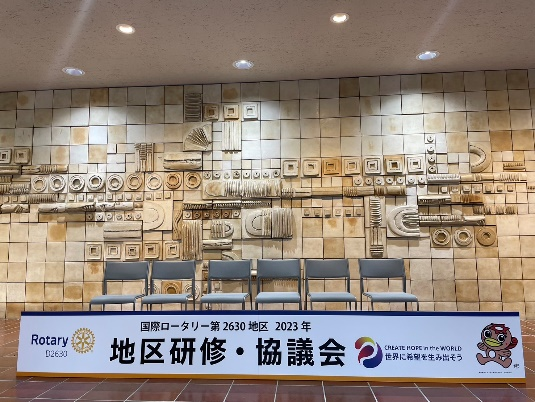 国際ロータリー第2630地区 2023年
Rotary
D2630
地区研修・協議会
CREATE HOPE in the WORLD
世界に希望を生み出そう